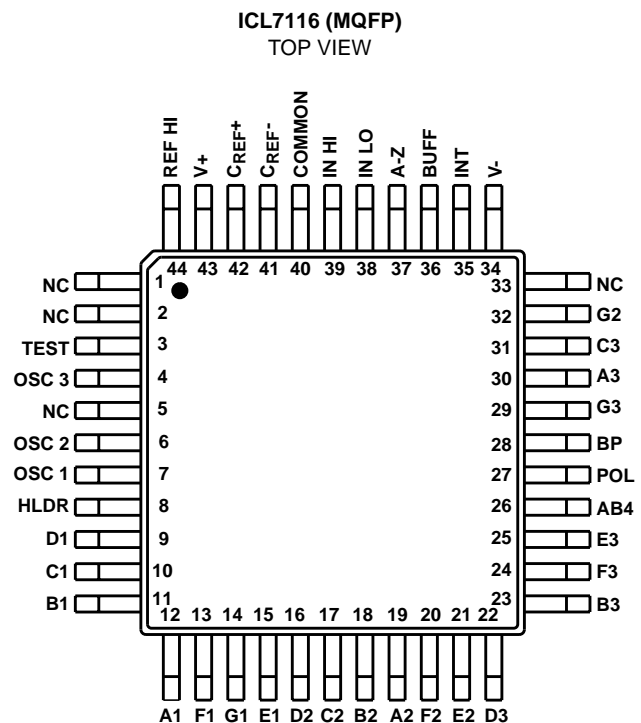 ICL7116 (MQFP)
TOP VIEW
REF HI
V+
CREF+
CREF-
COMMON
IN HI
IN LO
A-Z
BUFF
INT
V-
44 43 42 41 40 39 38 37 36 35 34
NC 1 33 NC
NC 2 32 G2
TEST 3 31 C3
OSC 3 4 30 A3
NC 5 29 G3
OSC 2 6 28 BP
OSC 1 7 27 POL
HLDR 8 26 AB4
D1 9 25 E3
C1 10 24 F3
B1 11 23 B3
12 13 14 15 16 17 18 19 20 21 22
A1 F1 G1 E1 D2 C2 B2 A2 F2 E2 D3